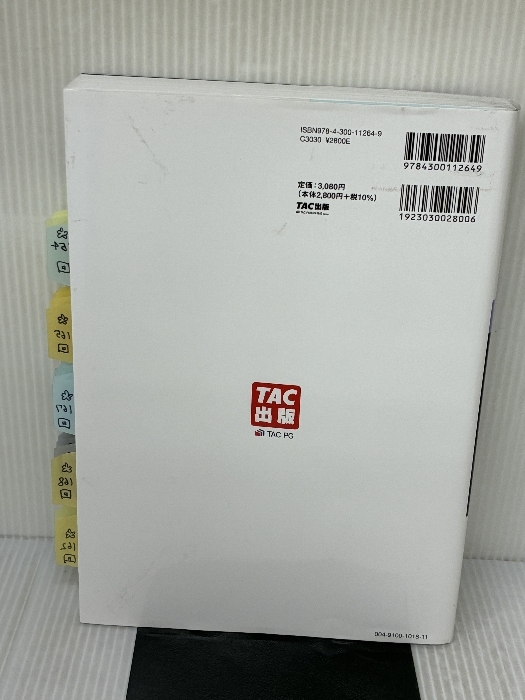 ISBN978-4-300-11264-9
C3030 ¥2800E
9784300112649
定価：3,080円
（本体2,800円＋税10%）
TAC出版
1923030028006
TAC
出版
TAC PG
004-9100-1018-11